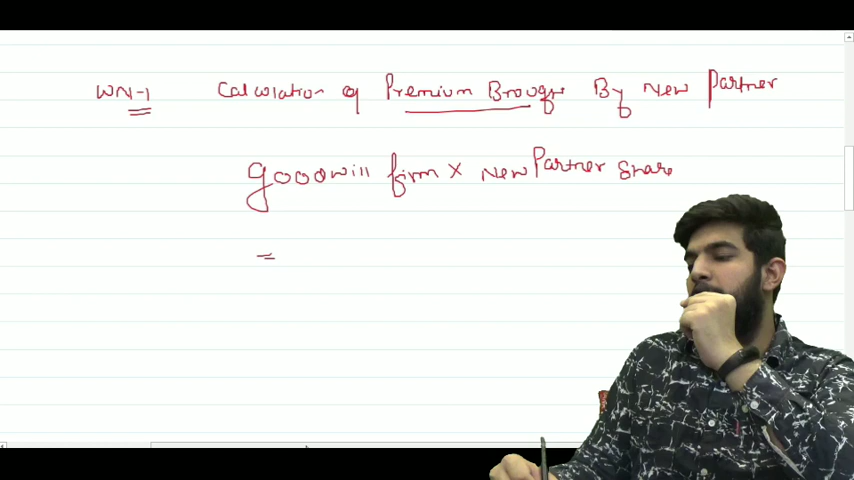 WN-1 Calculation of Premium Brought By New Partner
goodwill firm × New Partner Share
=